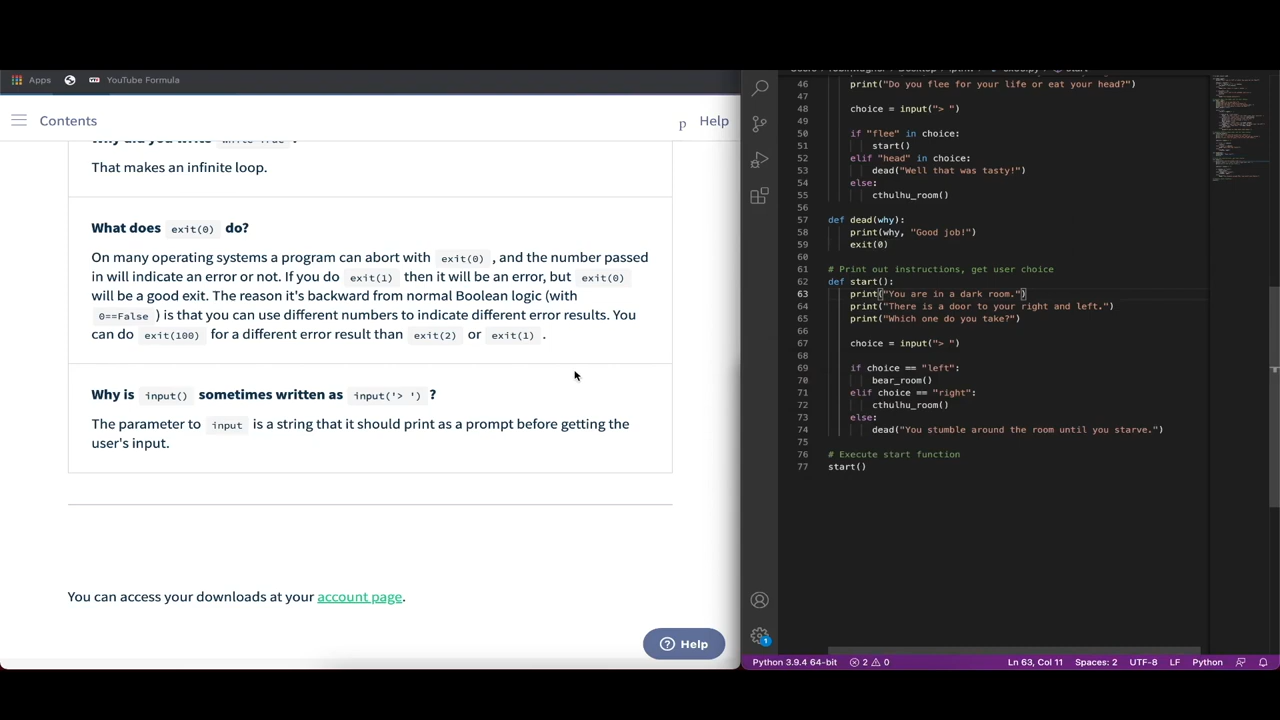 Apps YouTube Formula
Contents
p Help
That makes an infinite loop.
What does exit(0) do?
On many operating systems a program can abort with exit(0) , and the number passed
in will indicate an error or not. If you do exit(1) then it will be an error, but exit(0)
will be a good exit. The reason it's backward from normal Boolean logic (with
0==False ) is that you can use different numbers to indicate different error results. You
can do exit(100) for a different error result than exit(2) or exit(1) .
Why is input() sometimes written as input('> ') ?
The parameter to input is a string that it should print as a prompt before getting the
user's input.
You can access your downloads at your account page.
Help
46 print("Do you flee for your life or eat your head?")
47
48 choice = input("> ")
49
50 if "flee" in choice:
51 start()
52 elif "head" in choice:
53 dead("Well that was tasty!")
54 else:
55 cthulhu_room()
56
57 def dead(why):
58 print(why, "Good job!")
59 exit(0)
60
61 # Print out instructions, get user choice
62 def start():
63 print("You are in a dark room.")
64 print("There is a door to your right and left.")
65 print("Which one do you take?")
66
67 choice = input("> ")
68
69 if choice == "left":
70 bear_room()
71 elif choice == "right":
72 cthulhu_room()
73 else:
74 dead("You stumble around the room until you starve.")
75
76 # Execute start function
77 start()
1
Python 3.9.4 64-bit 2 0 Ln 63, Col 11 Spaces: 2 UTF-8 LF Python